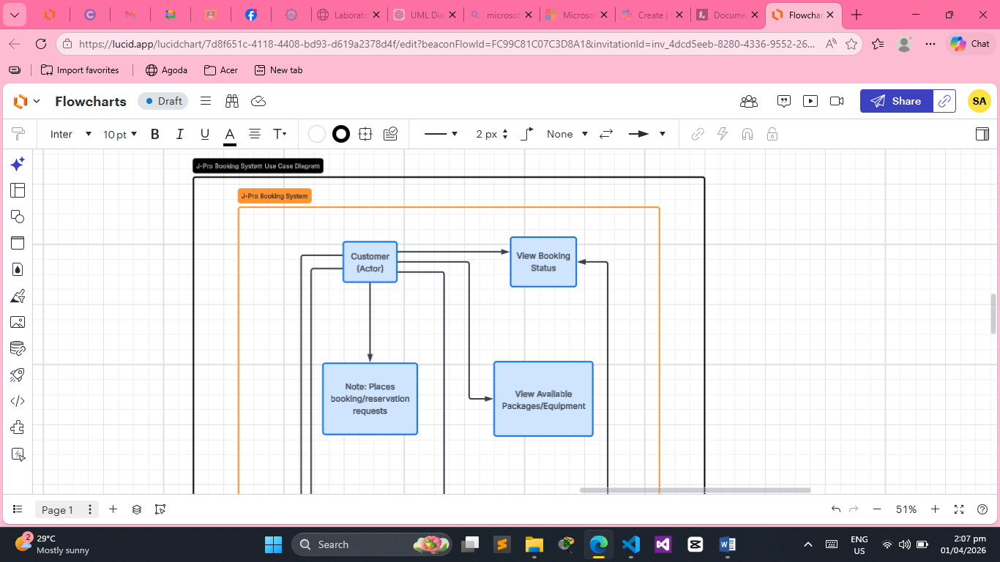 Laborato
UML Dia
microsof
Microsof
Create |
Docume
Flowchar
https://lucid.app/lucidchart/7d8f651c-4118-4408-bd93-d619a2378d4f/edit?beaconFlowId=FC99C81C07C3D8A1&invitationId=inv_4dcd5eeb-8280-4336-9552-26...
Chat
Import favorites
Agoda
Acer
New tab
Flowcharts
Draft
Share
SA
Inter
10 pt
B
I
U
A
T
2 px
None
J-Pro Booking System Use Case Diagram
J-Pro Booking System
Customer
(Actor)
View Booking
Status
Note: Places
booking/reservation
requests
View Available
Packages/Equipment
Page 1
51%
2
29°C
Mostly sunny
Search
ENG
US
2:07 pm
01/04/2026